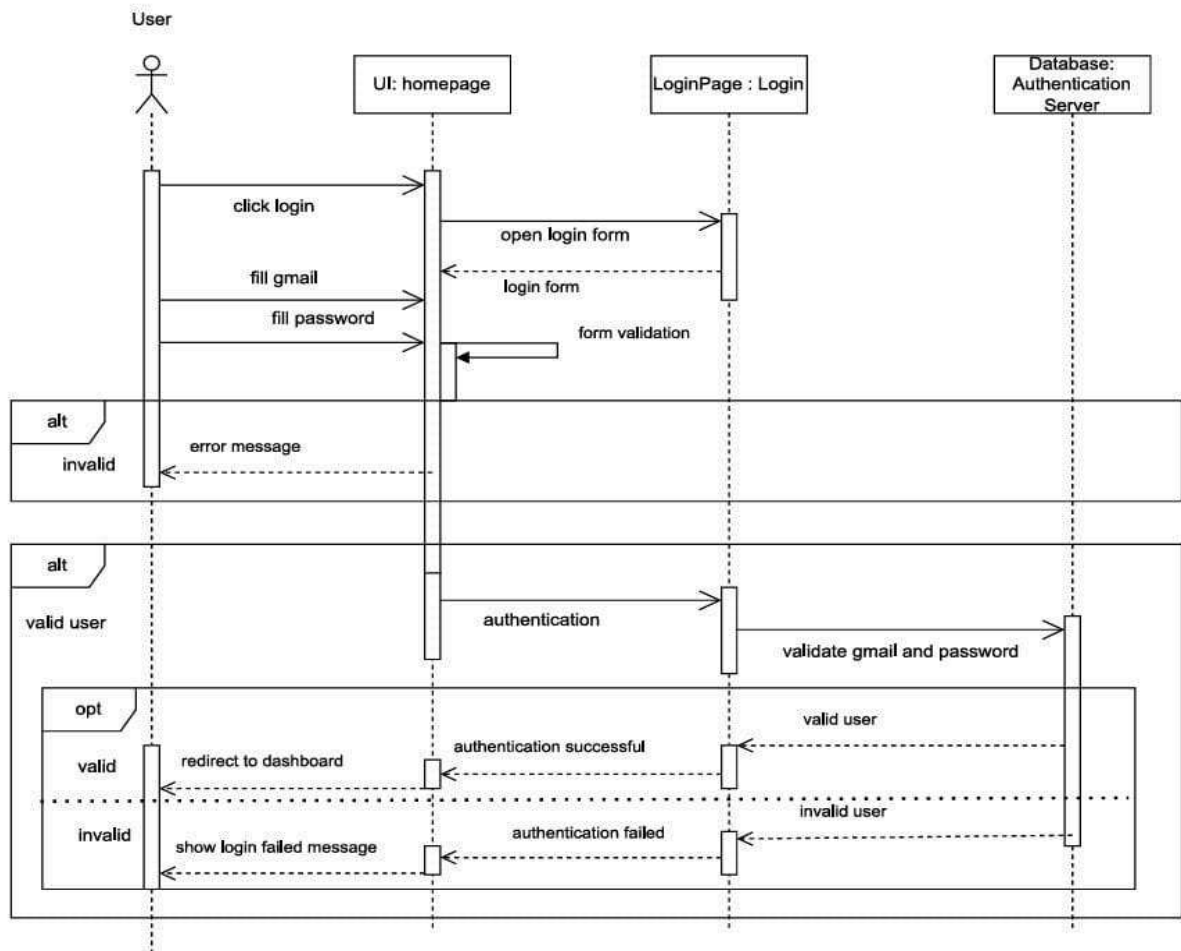 User
UI: homepage
LoginPage : Login
Database:
Authentication
Server
click login
open login form
login form
fill gmail
fill password
form validation
alt
invalid
error message
alt
valid user
authentication
validate gmail and password
opt
valid
valid user
authentication successful
redirect to dashboard
invalid
invalid user
authentication failed
show login failed message